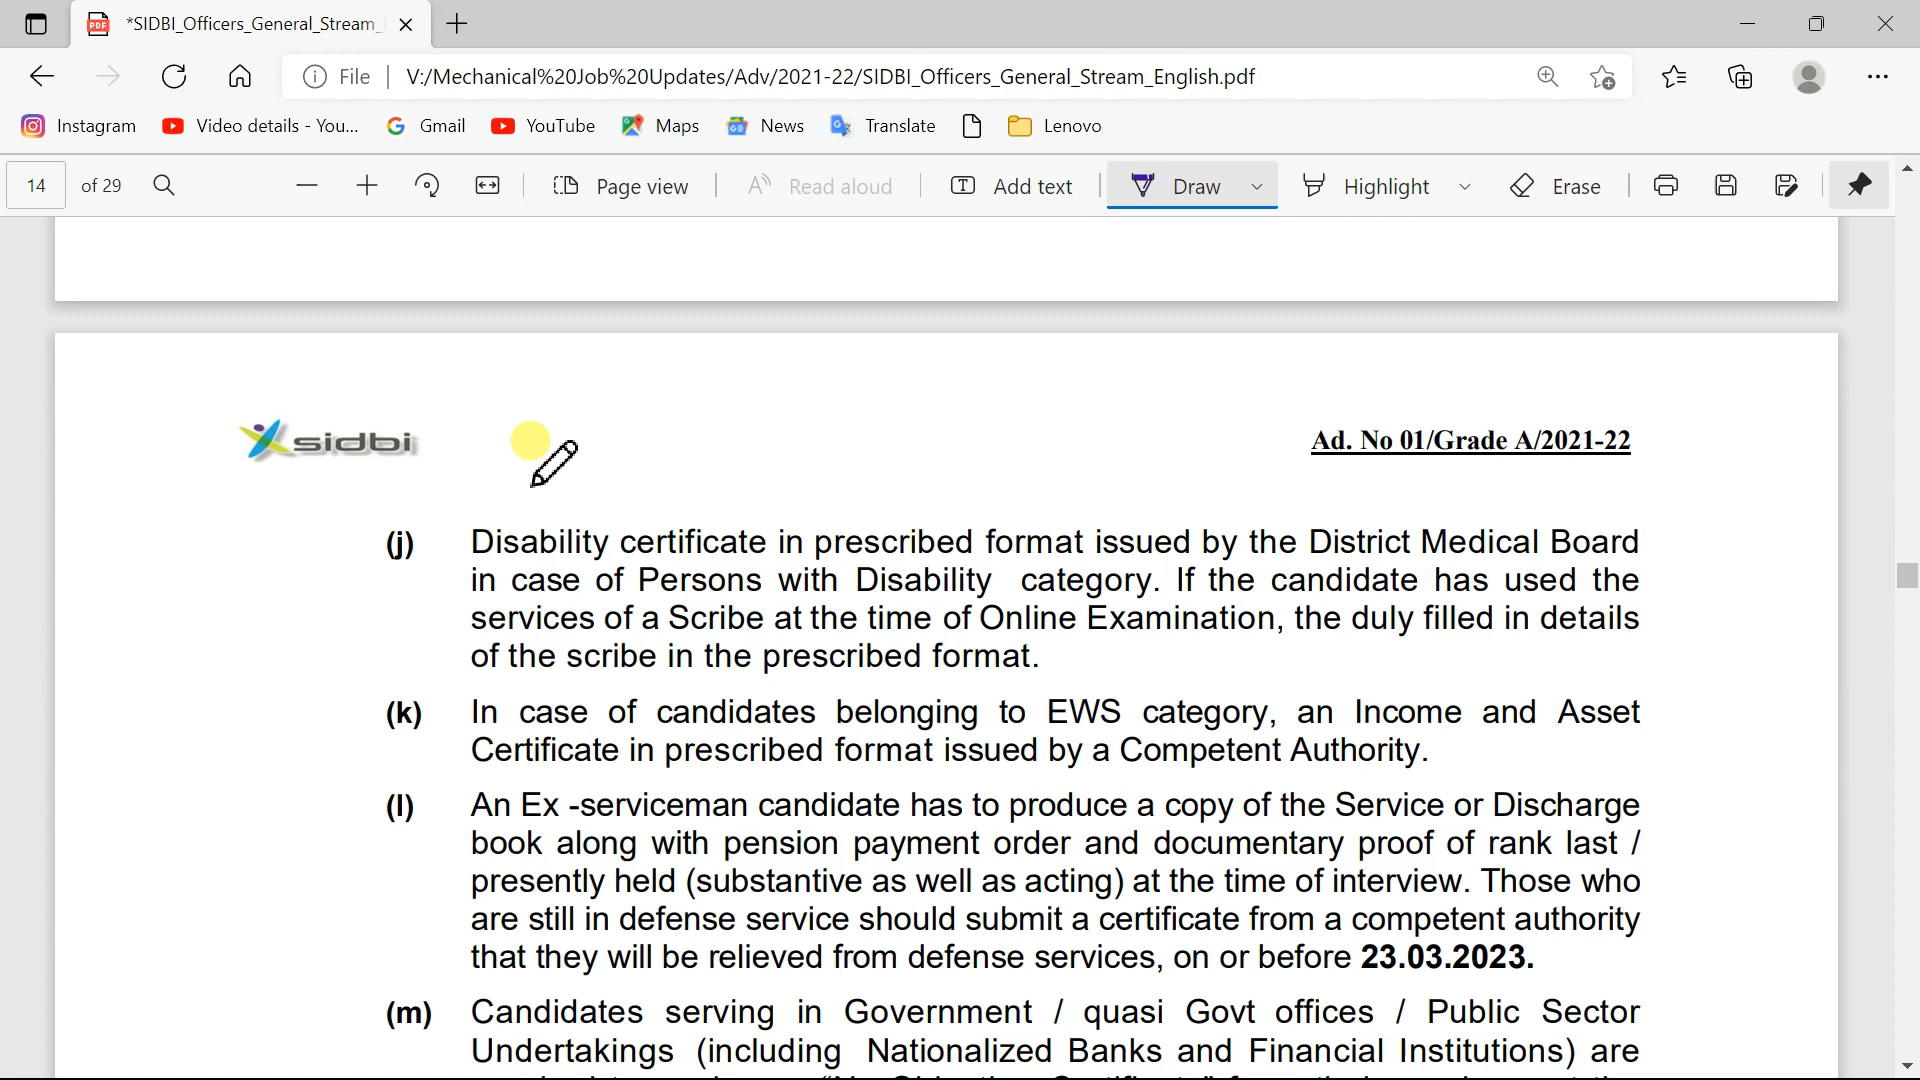 *SIDBI_Officers_General_Stream_
File
V:/Mechanical%20Job%20Updates/Adv/2021-22/SIDBI_Officers_General_Stream_English.pdf
Instagram
Video details - You...
Gmail
YouTube
Maps
News
Translate
Lenovo
14 of 29
Page view
Read aloud
Add text
Draw
Highlight
Erase
sidbi
Ad. No 01/Grade A/2021-22
(j) Disability certificate in prescribed format issued by the District Medical Board
in case of Persons with Disability category. If the candidate has used the
services of a Scribe at the time of Online Examination, the duly filled in details
of the scribe in the prescribed format.
(k) In case of candidates belonging to EWS category, an Income and Asset
Certificate in prescribed format issued by a Competent Authority.
(l) An Ex -serviceman candidate has to produce a copy of the Service or Discharge
book along with pension payment order and documentary proof of rank last /
presently held (substantive as well as acting) at the time of interview. Those who
are still in defense service should submit a certificate from a competent authority
that they will be relieved from defense services, on or before 23.03.2023.
(m) Candidates serving in Government / quasi Govt offices / Public Sector
Undertakings (including Nationalized Banks and Financial Institutions) are